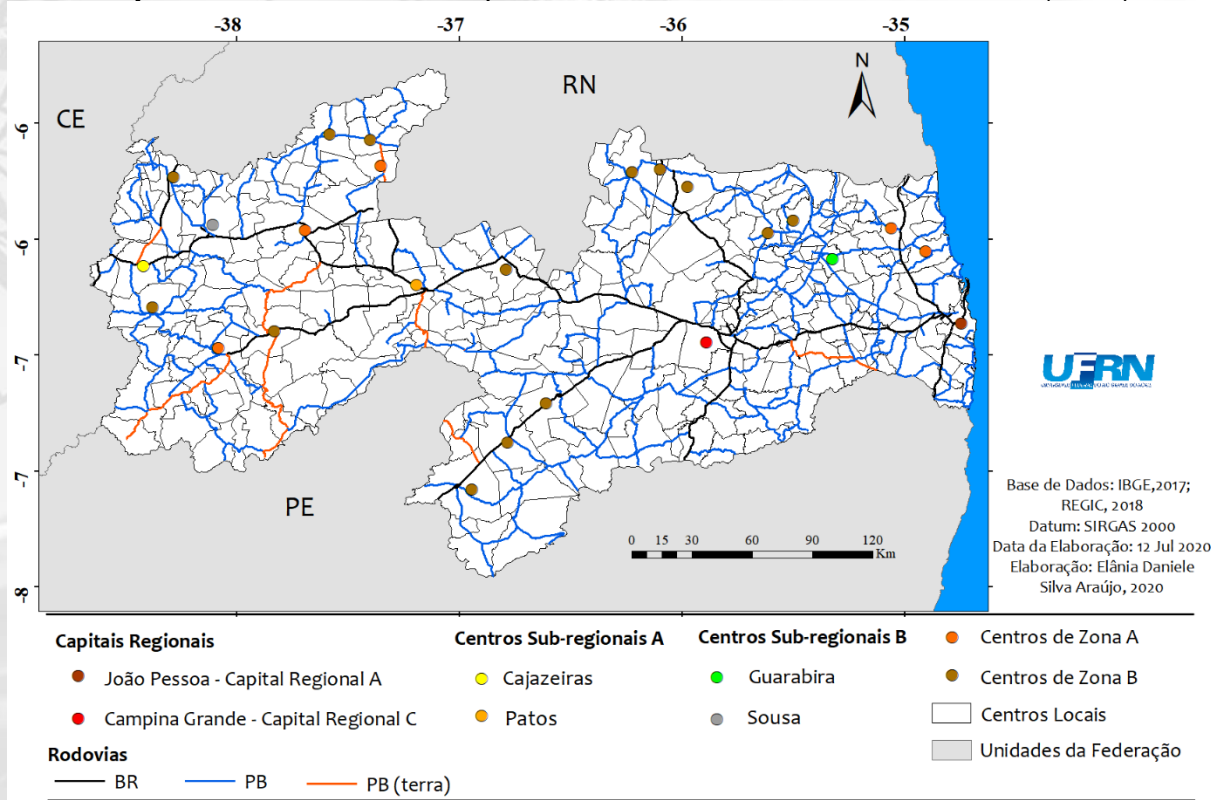 -38 -37 -36 -35
CE
RN
N
-6
-6
-7
-7
-8
PE
0 15 30 60 90 120
Km
UFRN
Base de Dados: IBGE,2017;
REGIC, 2018
Datum: SIRGAS 2000
Data da Elaboração: 12 Jul 2020
Elaboração: Elânia Daniele
Silva Araújo, 2020
Capitais Regionais
João Pessoa - Capital Regional A
Campina Grande - Capital Regional C
Centros Sub-regionais A
Cajazeiras
Patos
Centros Sub-regionais B
Guarabira
Sousa
Centros de Zona A
Centros de Zona B
Centros Locais
Unidades da Federação
Rodovias
BR PB PB (terra)